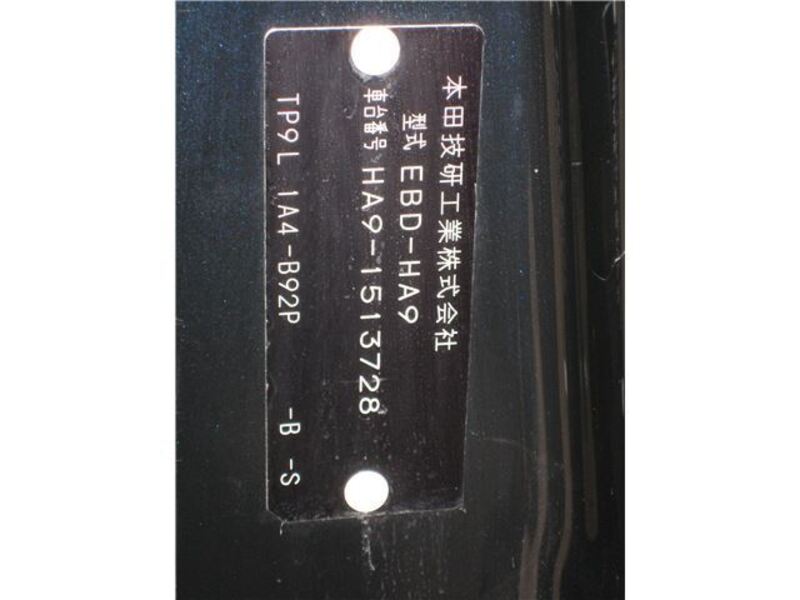 本田技研工業株式会社
型式 EBD-HA9
車台番号 HA9-1513728
TP9L 1A4-B92P -B -S